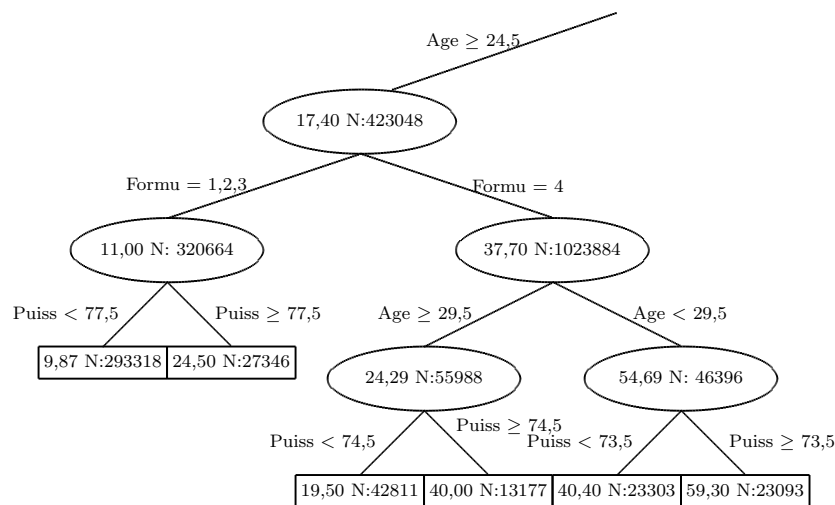 Age ≥ 24,5
17,40 N:423048
Formu = 1,2,3
Formu = 4
11,00 N: 320664
37,70 N:1023884
Puiss < 77,5
Puiss ≥ 77,5
Age ≥ 29,5
Age < 29,5
9,87 N:293318
24,50 N:27346
24,29 N:55988
54,69 N: 46396
Puiss < 74,5
Puiss ≥ 74,5
Puiss < 73,5
Puiss ≥ 73,5
19,50 N:42811
40,00 N:13177
40,40 N:23303
59,30 N:23093